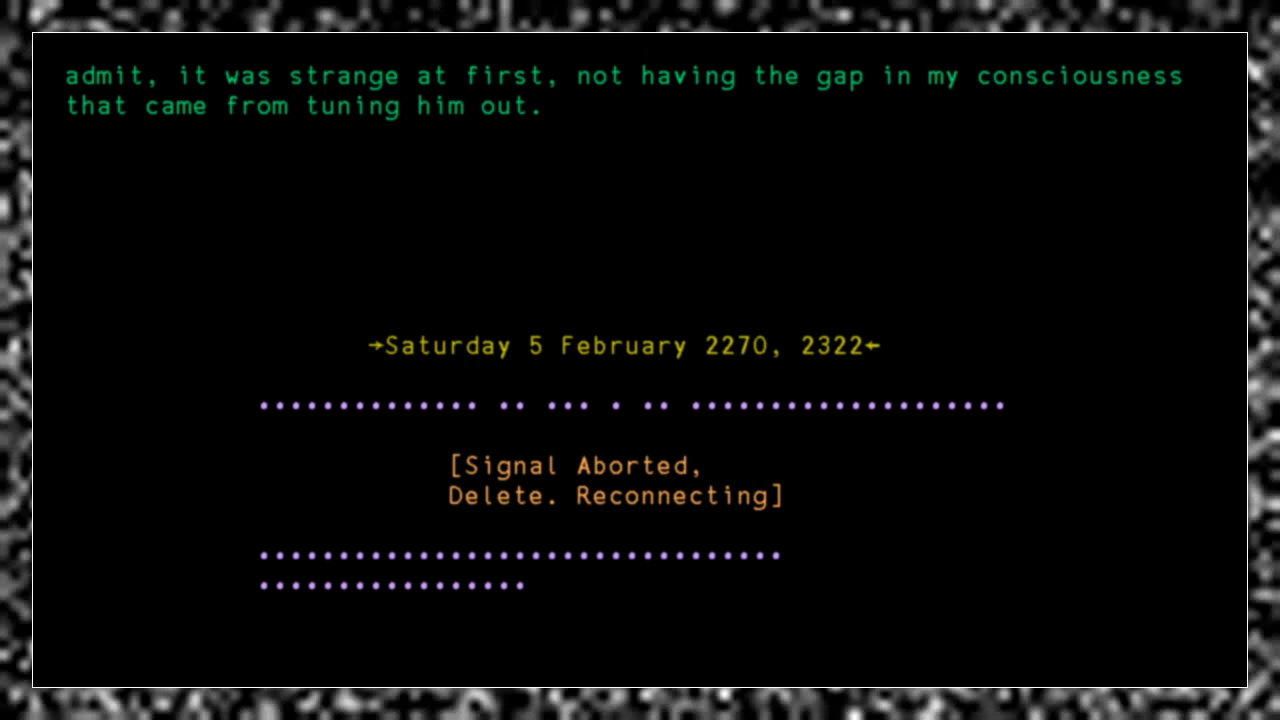 admit, it was strange at first, not having the gap in my consciousness
that came from tuning him out.
→Saturday 5 February 2270, 2322←
•••••••••••••• •• ••• • •• ••••••••••••••••••••
[Signal Aborted,
Delete. Reconnecting]
•••••••••••••••••••••••••••••••••
•••••••••••••••••